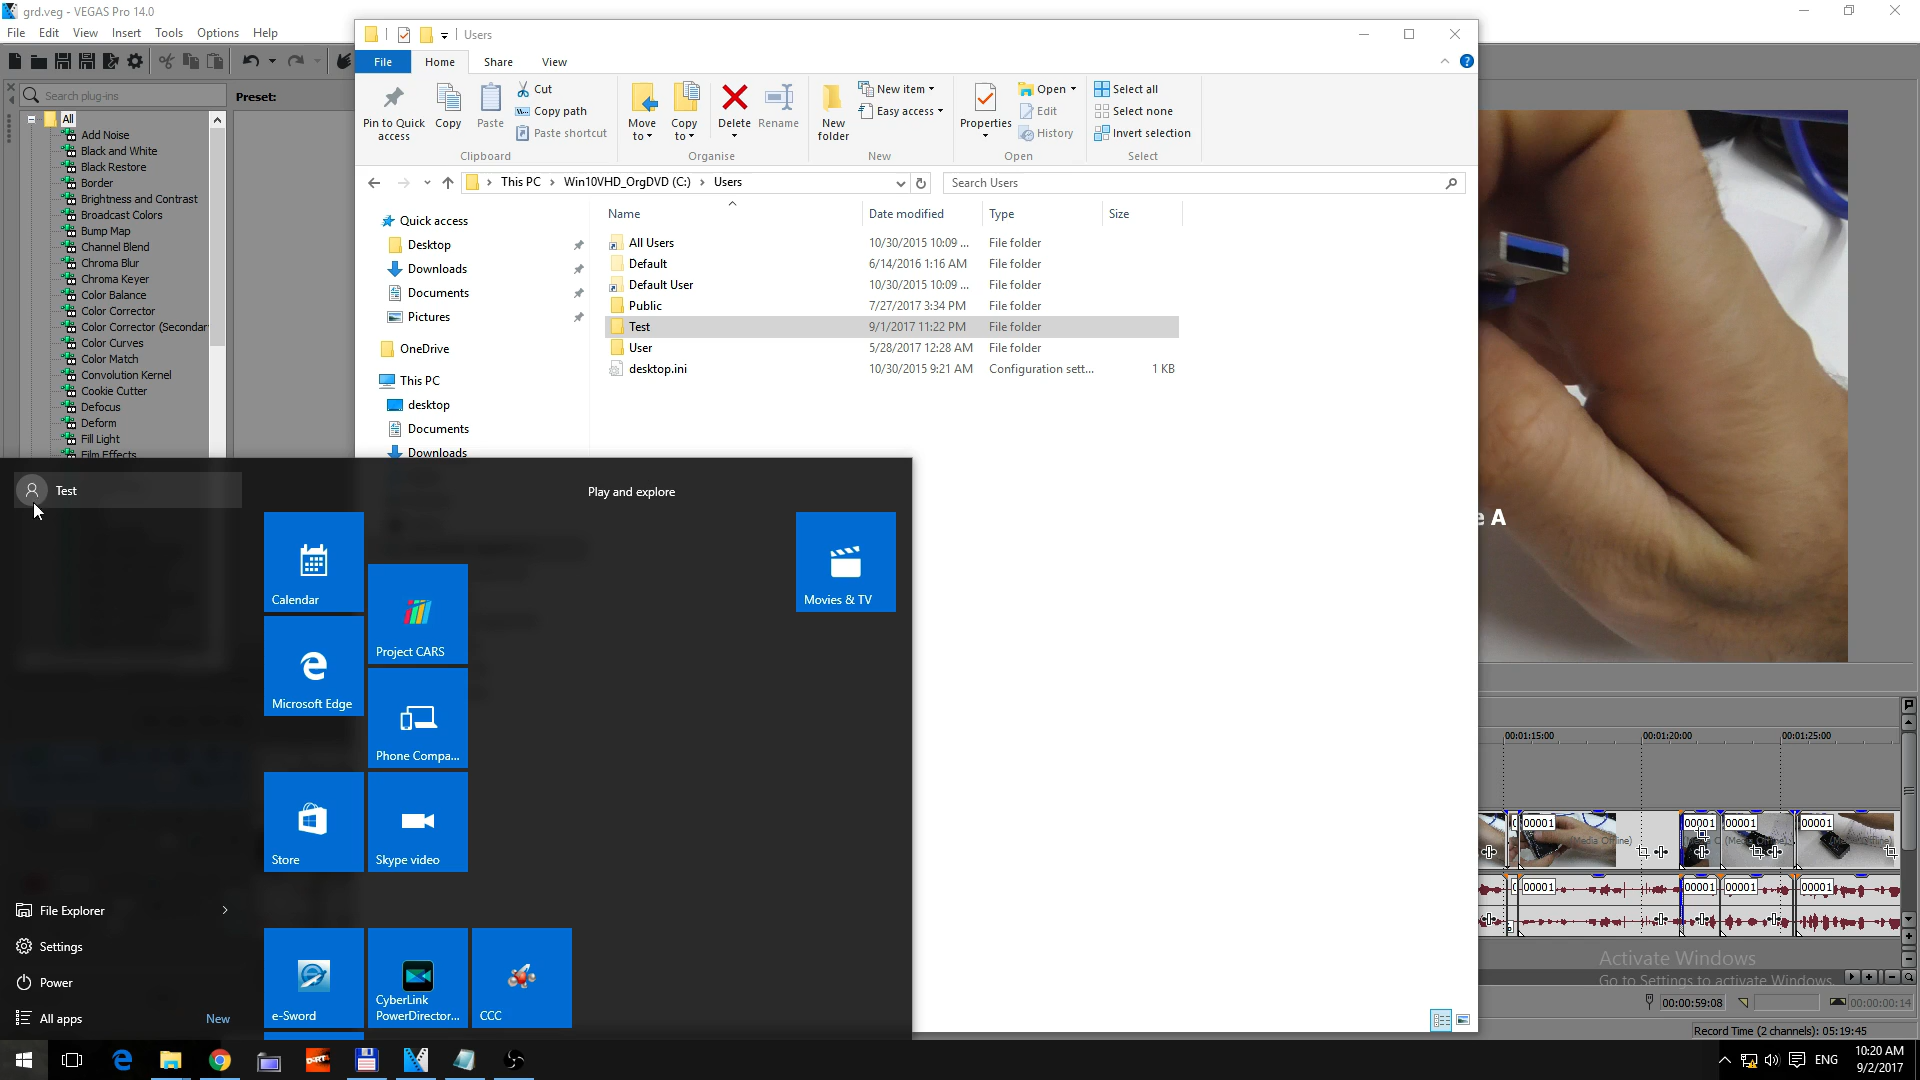 grd.veg - VEGAS Pro 14.0
File Edit View Insert Tools Options Help
Search plug-ins
Preset:
All
Add Noise
Black and White
Black Restore
Border
Brightness and Contrast
Broadcast Colors
Bump Map
Channel Blend
Chroma Blur
Chroma Keyer
Color Balance
Color Corrector
Color Corrector (Secondar
Color Curves
Color Match
Convolution Kernel
Cookie Cutter
Defocus
Deform
Fill Light
Film Effects
Users
File Home Share View
Pin to Quick access
Copy
Paste
Cut
Copy path
Paste shortcut
Clipboard
Move to
Copy to
Delete
Rename
Organise
New folder
New item
Easy access
New
Properties
Open
Edit
History
Open
Select all
Select none
Invert selection
Select
This PC > Win10VHD_OrgDVD (C:) > Users
Search Users
Name Date modified Type Size
All Users 10/30/2015 10:09 ... File folder
Default 6/14/2016 1:16 AM File folder
Default User 10/30/2015 10:09 ... File folder
Public 7/27/2017 3:34 PM File folder
Test 9/1/2017 11:22 PM File folder
User 5/28/2017 12:28 AM File folder
desktop.ini 10/30/2015 9:21 AM Configuration sett... 1 KB
Quick access
Desktop
Downloads
Documents
Pictures
OneDrive
This PC
desktop
Documents
Downloads
Test
Play and explore
Calendar
Project CARS
Microsoft Edge
Phone Compa...
Store
Skype video
Movies & TV
File Explorer
Settings
Power
All apps New
e-Sword
CyberLink PowerDirector...
CCC
e A
00:01:15:00 00:01:20:00 00:01:25:00
00001 00001 00001 00001
(Media Offline)
00001 00001 00001 00001
Activate Windows
Go to Settings to activate Windows.
00:00:59:08 00:00:00:14
Record Time (2 channels): 05:19:45
ENG
10:20 AM
9/2/2017